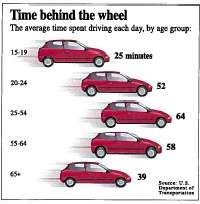 Time behind the wheel
The average time spent driving each day, by age group:
15-19
25 minutes
20-24
52
25-54
64
55-64
58
65+
39
Source: U.S.
Department of
Transportation